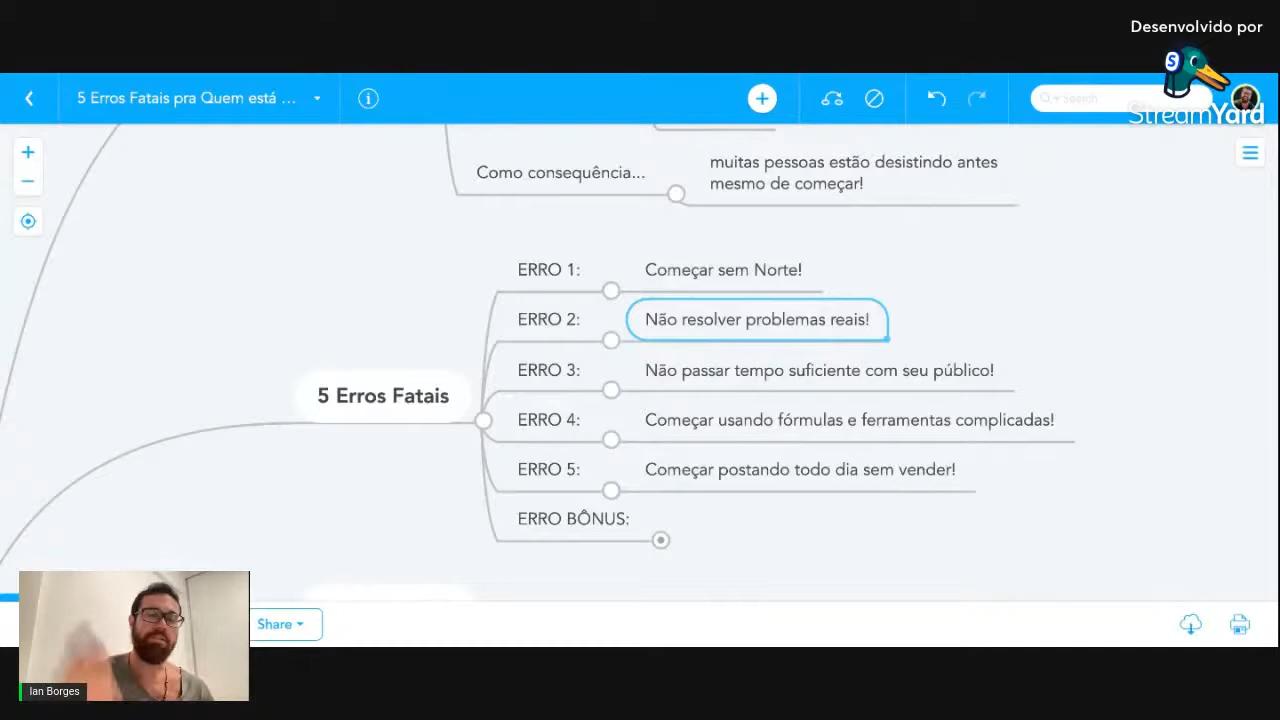 Desenvolvido por
StreamYard
5 Erros Fatais pra Quem está ...
Search
Como consequência...
muitas pessoas estão desistindo antes
mesmo de começar!
ERRO 1:
Começar sem Norte!
ERRO 2:
Não resolver problemas reais!
ERRO 3:
Não passar tempo suficiente com seu público!
5 Erros Fatais
ERRO 4:
Começar usando fórmulas e ferramentas complicadas!
ERRO 5:
Começar postando todo dia sem vender!
ERRO BÔNUS:
Share
Ian Borges